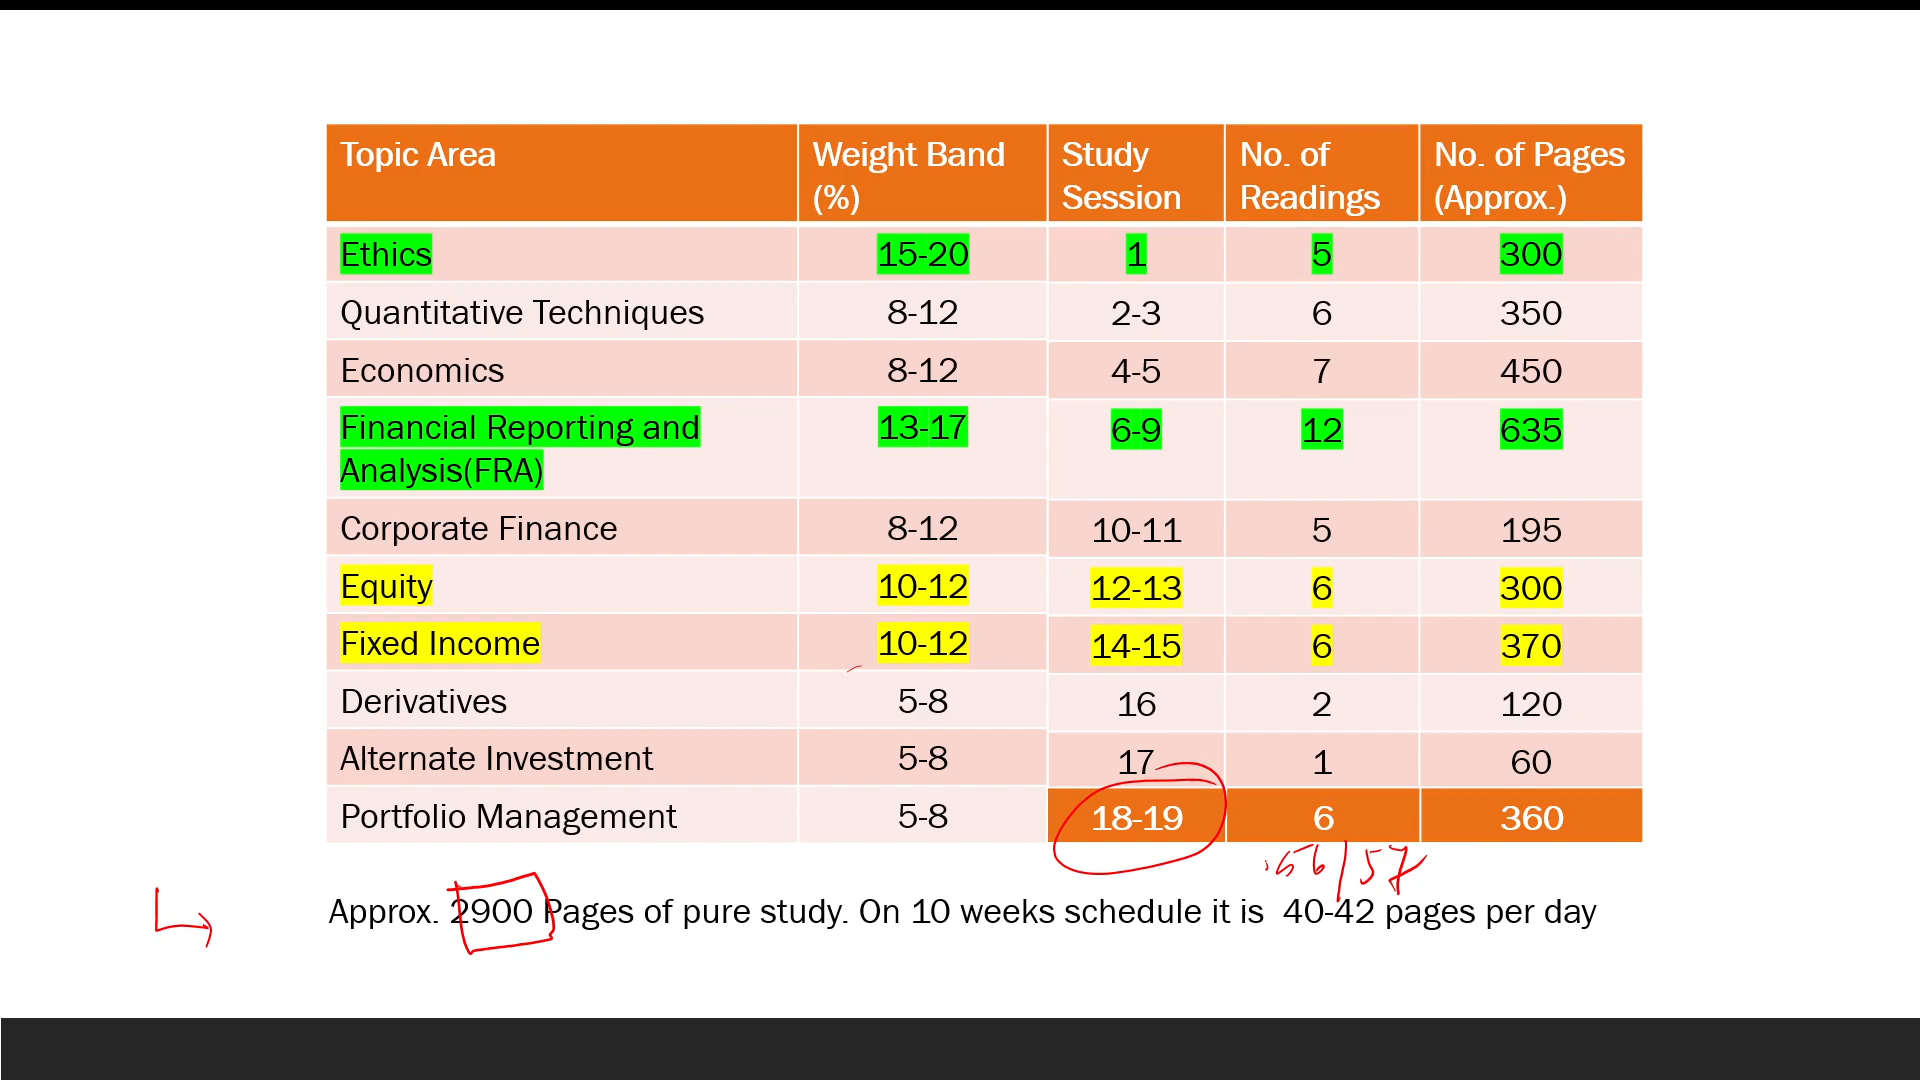 Topic Area Weight Band (%) Study Session No. of Readings No. of Pages (Approx.)
Ethics 15-20 1 5 300
Quantitative Techniques 8-12 2-3 6 350
Economics 8-12 4-5 7 450
Financial Reporting and Analysis(FRA) 13-17 6-9 12 635
Corporate Finance 8-12 10-11 5 195
Equity 10-12 12-13 6 300
Fixed Income 10-12 14-15 6 370
Derivatives 5-8 16 2 120
Alternate Investment 5-8 17 1 60
Portfolio Management 5-8 18-19 6 360
56/57
Approx. 2900 Pages of pure study. On 10 weeks schedule it is 40-42 pages per day